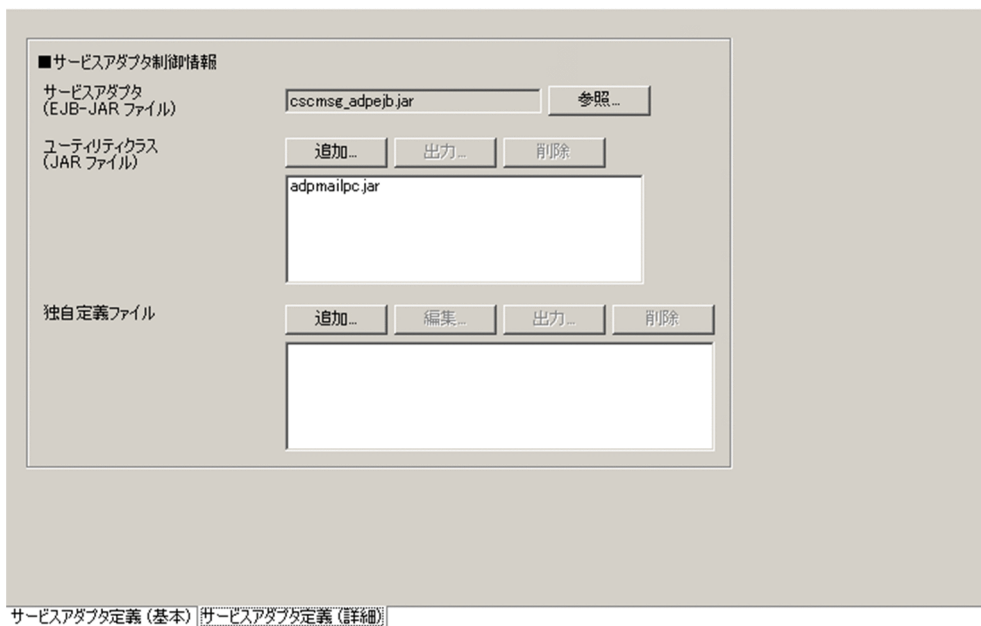 ■サービスアダプタ制御情報
サービスアダプタ
(EJB-JAR ファイル)
cscmsg_adpejb.jar
参照...
ユーティリティクラス
(JAR ファイル)
追加... 出力... 削除
adpmailpc.jar
独自定義ファイル
追加... 編集... 出力... 削除
サービスアダプタ定義 (基本) サービスアダプタ定義 (詳細)